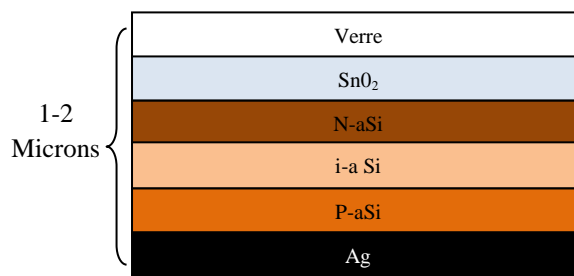 Verre
Sn0₂
1-2
Microns
N-aSi
i-a Si
P-aSi
Ag